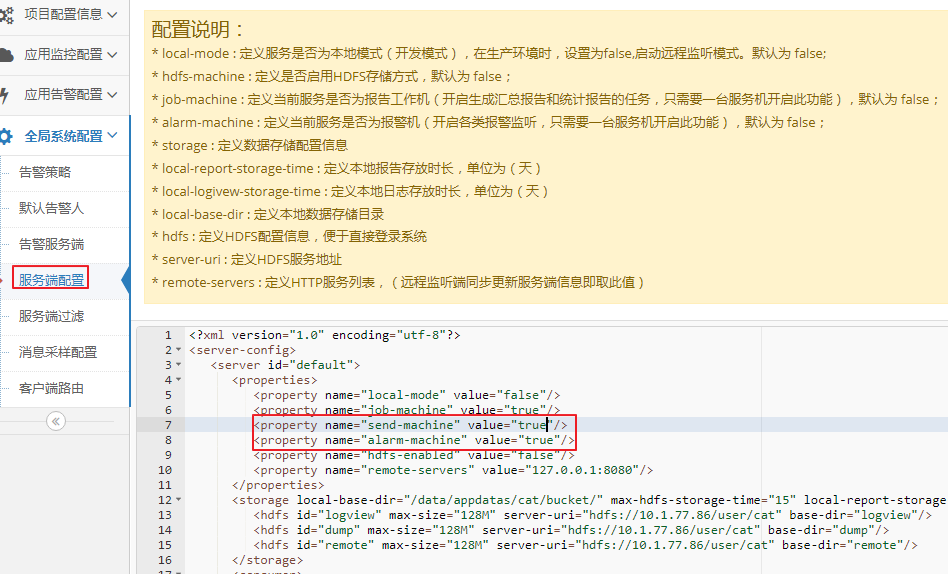 项目配置信息
应用监控配置
应用告警配置
全局系统配置
告警策略
默认告警人
告警服务端
服务端配置
服务端过滤
消息采样配置
客户端路由
配置说明：
* local-mode : 定义服务是否为本地模式（开发模式），在生产环境时，设置为false,启动远程监听模式。默认为 false;
* hdfs-machine : 定义是否启用HDFS存储方式，默认为 false；
* job-machine : 定义当前服务是否为报告工作机（开启生成汇总报告和统计报告的任务，只需要一台服务机开启此功能），默认为 false；
* alarm-machine : 定义当前服务是否为报警机（开启各类报警监听，只需要一台服务机开启此功能），默认为 false；
* storage : 定义数据存储配置信息
* local-report-storage-time : 定义本地报告存放时长，单位为（天）
* local-logivew-storage-time : 定义本地日志存放时长，单位为（天）
* local-base-dir : 定义本地数据存储目录
* hdfs : 定义HDFS配置信息，便于直接登录系统
* server-uri : 定义HDFS服务地址
* remote-servers : 定义HTTP服务列表，（远程监听端同步更新服务端信息即取此值）
1 <?xml version="1.0" encoding="utf-8"?>
2 <server-config>
3 <server id="default">
4 <properties>
5 <property name="local-mode" value="false"/>
6 <property name="job-machine" value="true"/>
7 <property name="send-machine" value="true"/>
8 <property name="alarm-machine" value="true"/>
9 <property name="hdfs-enabled" value="false"/>
10 <property name="remote-servers" value="127.0.0.1:8080"/>
11 </properties>
12 <storage local-base-dir="/data/appdatas/cat/bucket/" max-hdfs-storage-time="15" local-report-storage
13 <hdfs id="logview" max-size="128M" server-uri="hdfs://10.1.77.86/user/cat" base-dir="logview"/>
14 <hdfs id="dump" max-size="128M" server-uri="hdfs://10.1.77.86/user/cat" base-dir="dump"/>
15 <hdfs id="remote" max-size="128M" server-uri="hdfs://10.1.77.86/user/cat" base-dir="remote"/>
16 </storage>